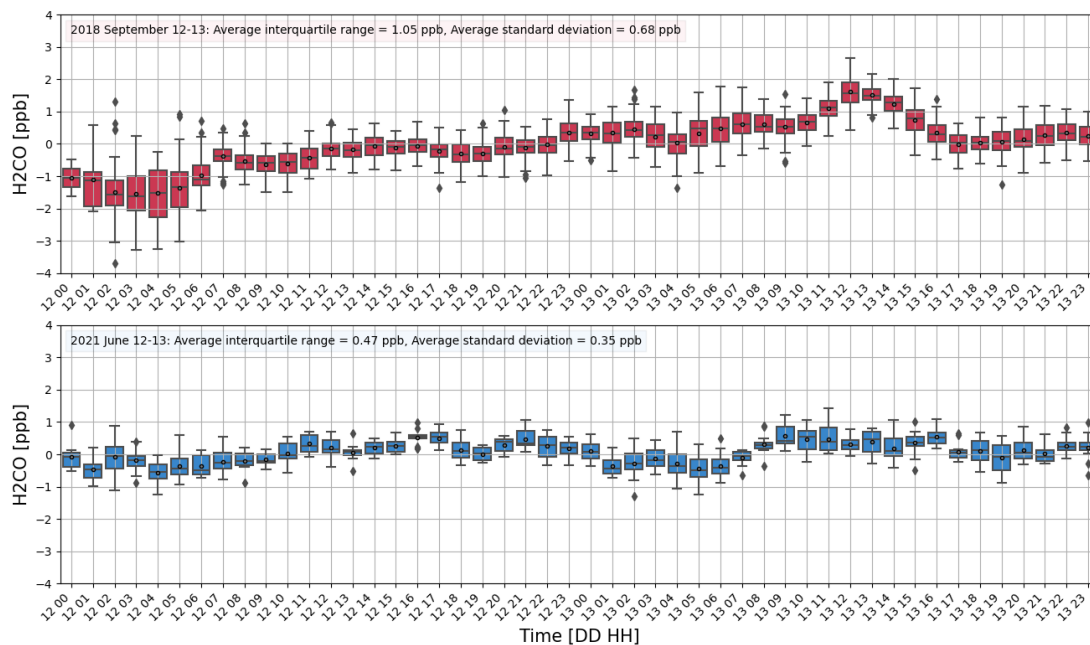 4
3
2
1
0
−1
−2
−3
−4
H2CO [ppb]
2018 September 12-13: Average interquartile range = 1.05 ppb, Average standard deviation = 0.68 ppb
12 00 12 01 12 02 12 03 12 04 12 05 12 06 12 07 12 08 12 09 12 10 12 11 12 12 12 13 12 14 12 15 12 16 12 17 12 18 12 19 12 20 12 21 12 22 12 23 13 00 13 01 13 02 13 03 13 04 13 05 13 06 13 07 13 08 13 09 13 10 13 11 13 12 13 13 13 14 13 15 13 16 13 17 13 18 13 19 13 20 13 21 13 22 13 23
4
3
2
1
0
−1
−2
−3
−4
H2CO [ppb]
2021 June 12-13: Average interquartile range = 0.47 ppb, Average standard deviation = 0.35 ppb
12 00 12 01 12 02 12 03 12 04 12 05 12 06 12 07 12 08 12 09 12 10 12 11 12 12 12 13 12 14 12 15 12 16 12 17 12 18 12 19 12 20 12 21 12 22 12 23 13 00 13 01 13 02 13 03 13 04 13 05 13 06 13 07 13 08 13 09 13 10 13 11 13 12 13 13 13 14 13 15 13 16 13 17 13 18 13 19 13 20 13 21 13 22 13 23
Time [DD HH]